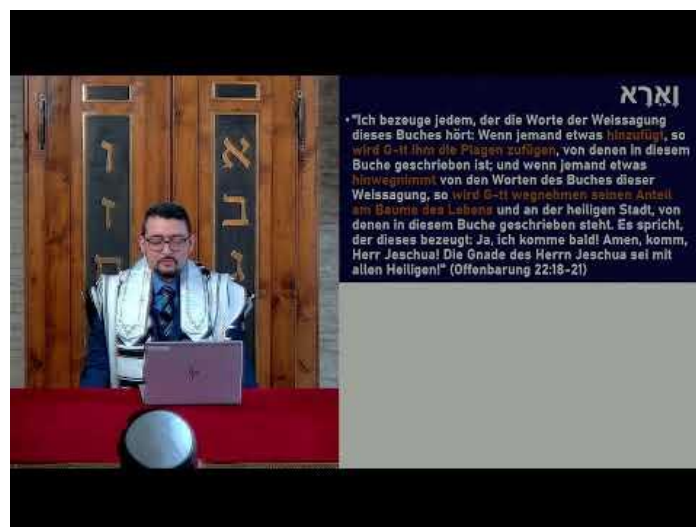 וָאֵרָא
• "Ich bezeuge jedem, der die Worte der Weissagung
dieses Buches hört: Wenn jemand etwas hinzufügt, so
wird G-tt ihm die Plagen zufügen, von denen in diesem
Buche geschrieben ist; und wenn jemand etwas
hinwegnimmt von den Worten des Buches dieser
Weissagung, so wird G-tt wegnehmen seinen Anteil
am Baume des Lebens und an der heiligen Stadt, von
denen in diesem Buche geschrieben steht. Es spricht,
der dieses bezeugt: Ja, ich komme bald! Amen, komm,
Herr Jeschua! Die Gnade des Herrn Jeschua sei mit
allen Heiligen!" (Offenbarung 22:18-21)
א
ב
ו
ז